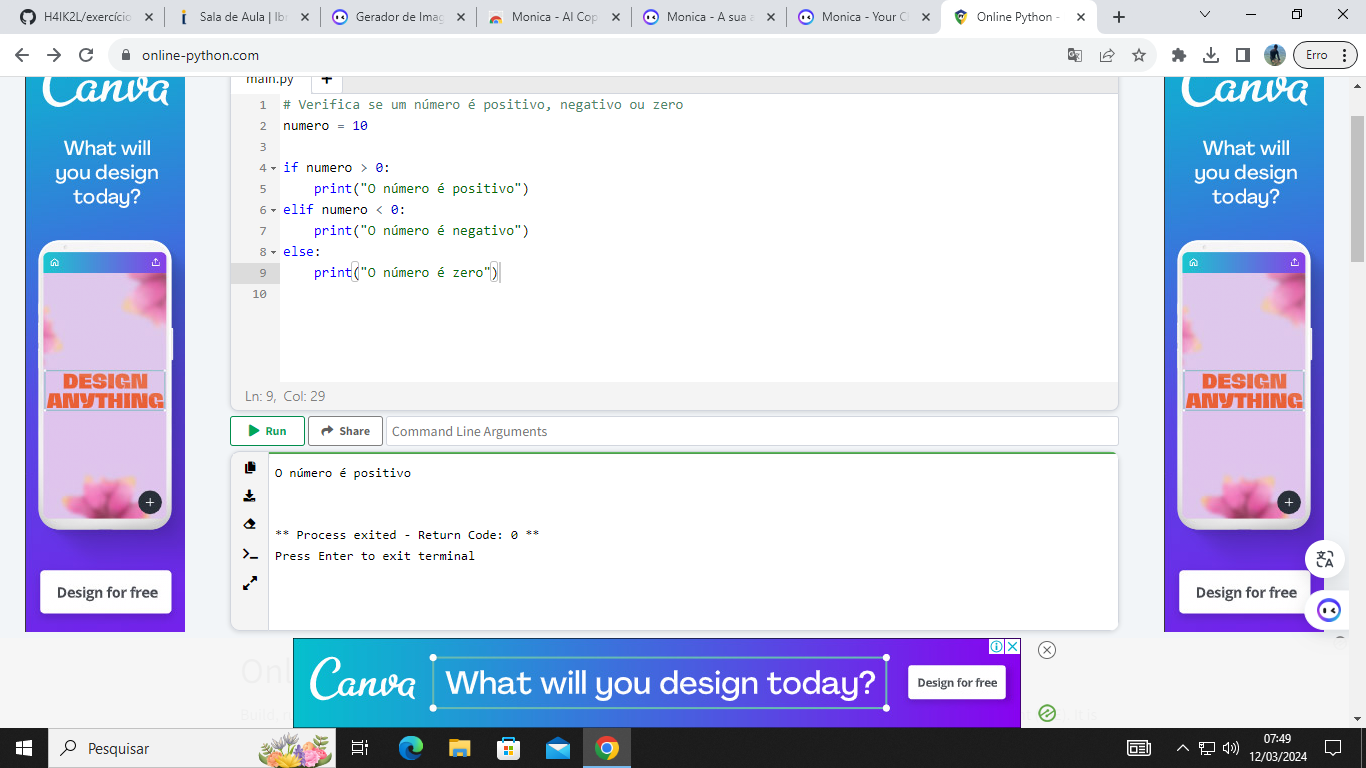 H4IK2L/exercício
Sala de Aula | Ibr
Gerador de Imag
Monica - AI Cop
Monica - A sua a
Monica - Your C
Online Python -
online-python.com
Erro
Canva
What will
you design
today?
DESIGN
ANYTHING
Design for free
main.py
1 # Verifica se um número é positivo, negativo ou zero
2 numero = 10
3
4 if numero > 0:
5 print("O número é positivo")
6 elif numero < 0:
7 print("O número é negativo")
8 else:
9 print("O número é zero")
10
Ln: 9, Col: 29
Run
Share
Command Line Arguments
O número é positivo
** Process exited - Return Code: 0 **
Press Enter to exit terminal
Canva
What will
you design
today?
DESIGN
ANYTHING
Design for free
Canva What will you design today? Design for free
Pesquisar
07:49
12/03/2024